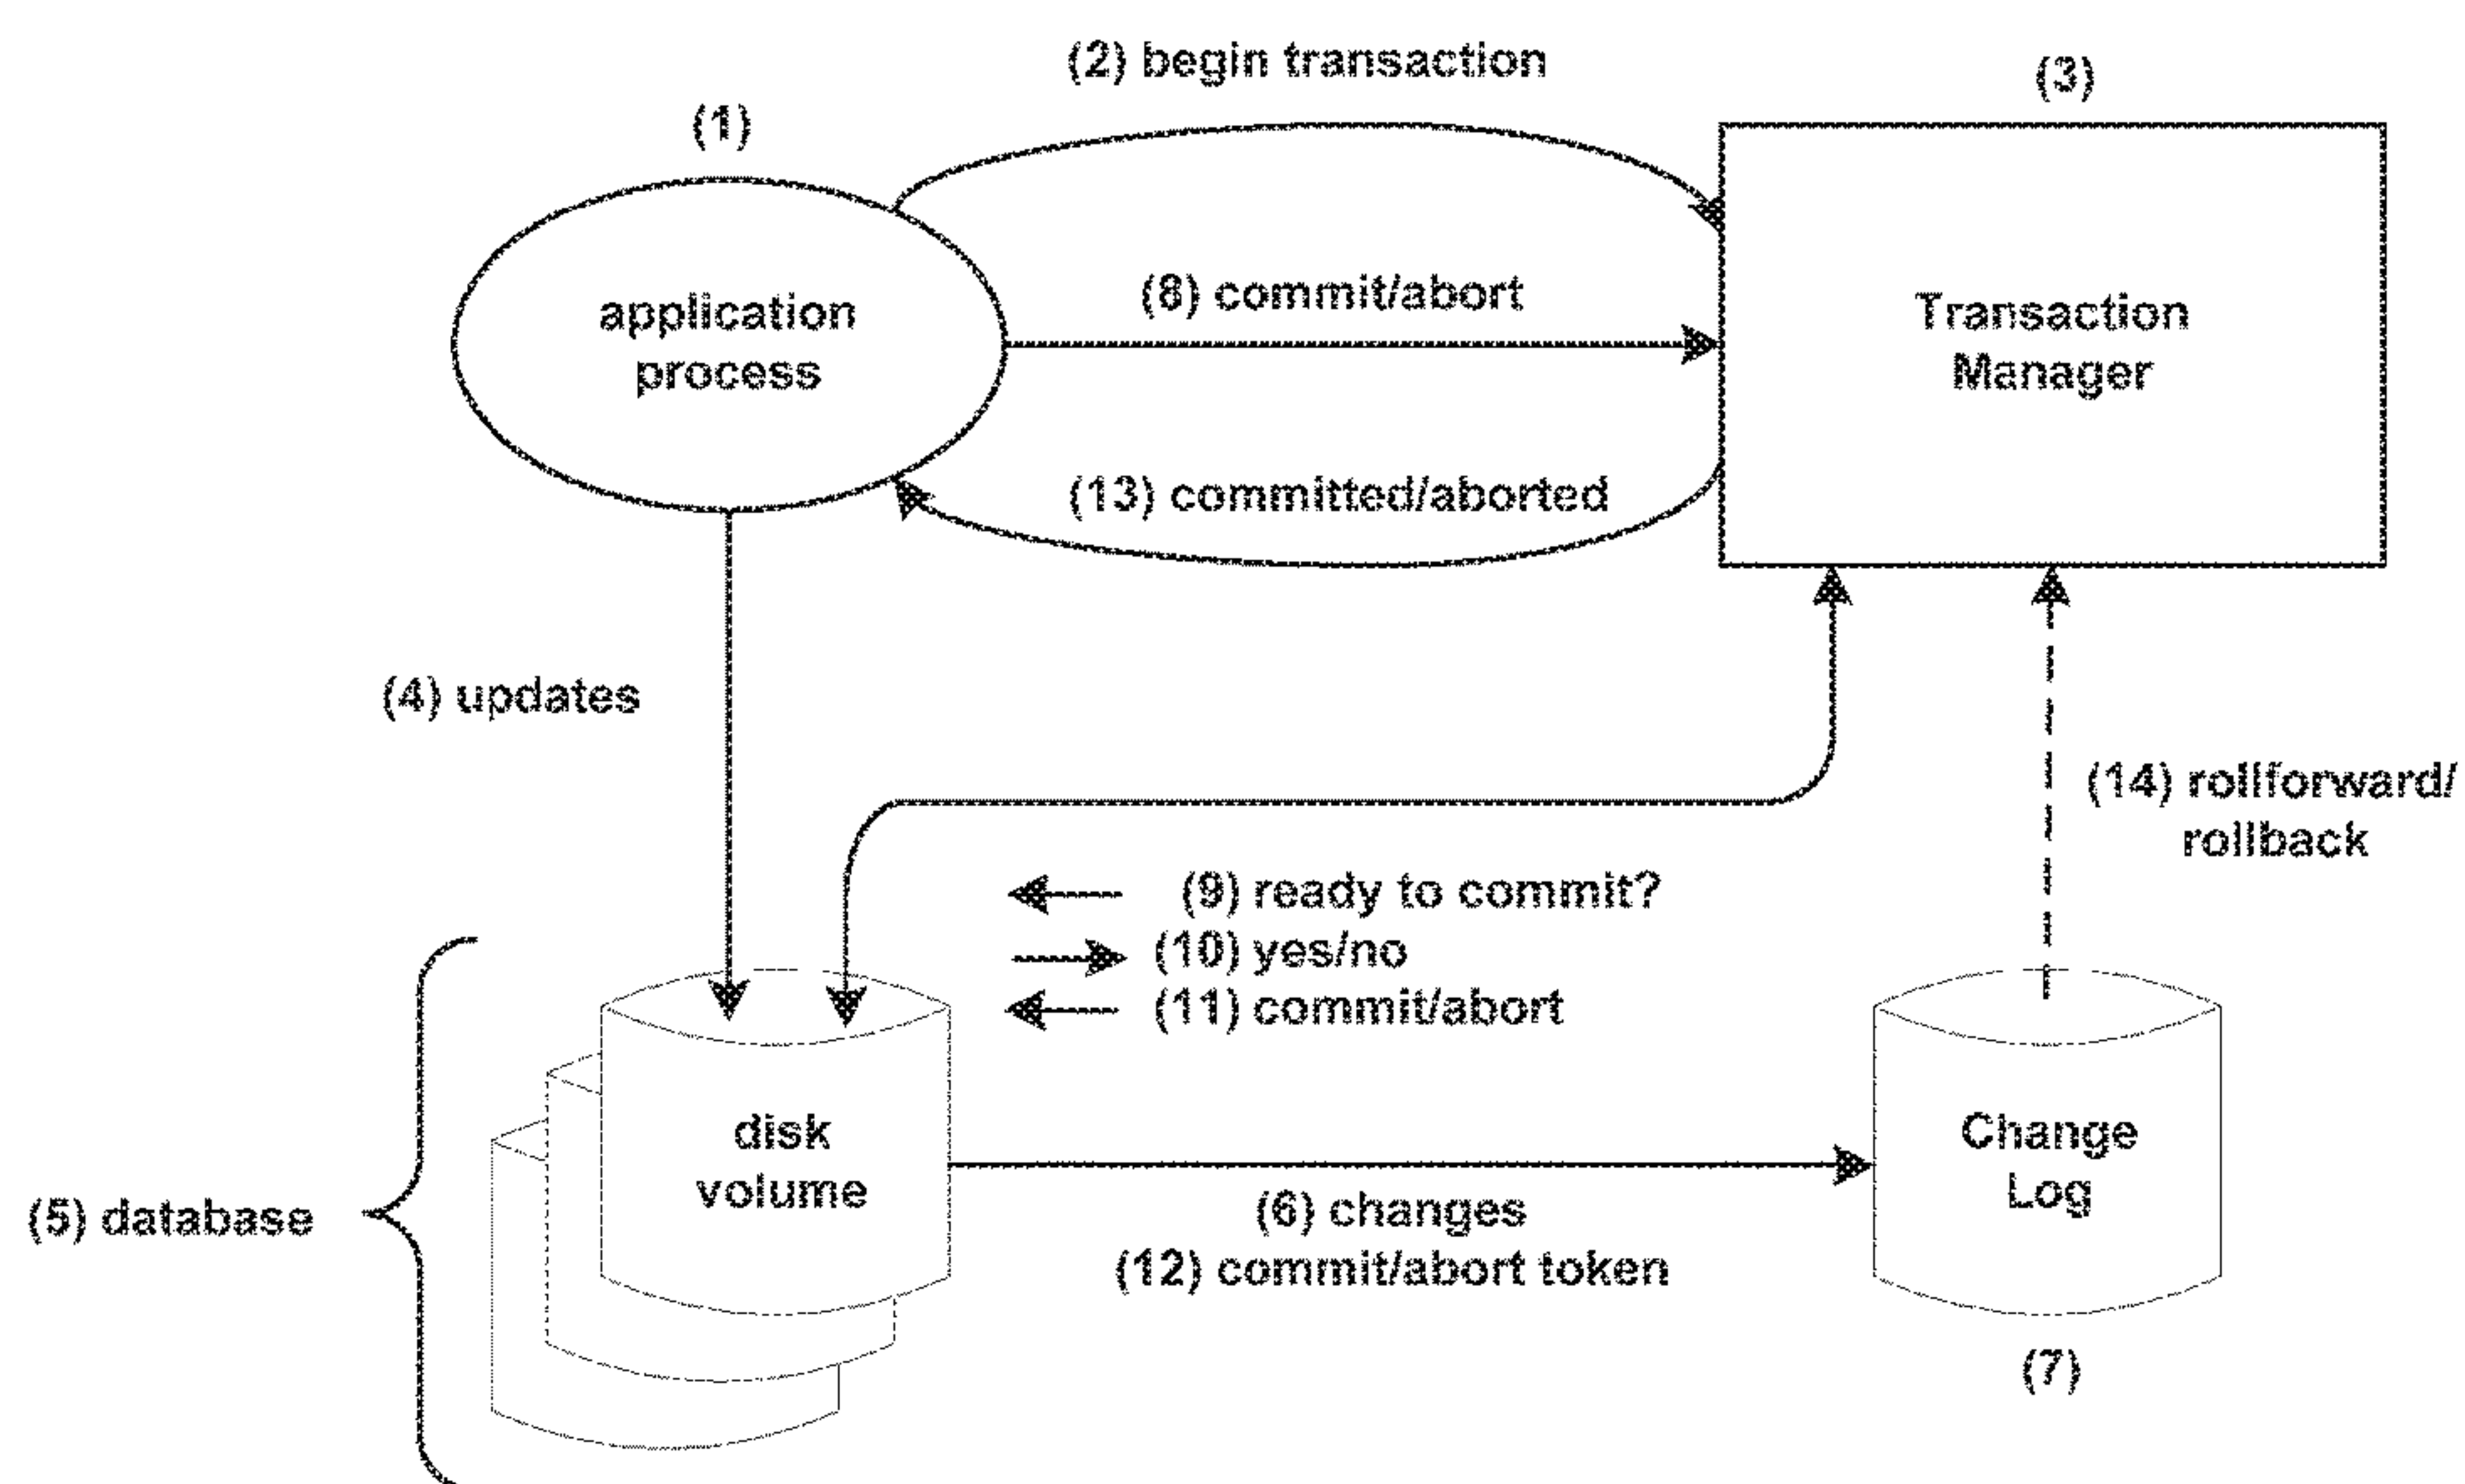 (2) begin transaction
(3)
(1)
(8) commit/abort
application
process
Transaction
Manager
(13) committed/aborted
(4) updates
(14) rollforward/
rollback
(9) ready to commit?
(10) yes/no
(11) commit/abort
disk
volume
Change
Log
(5) database
(6) changes
(12) commit/abort token
(7)